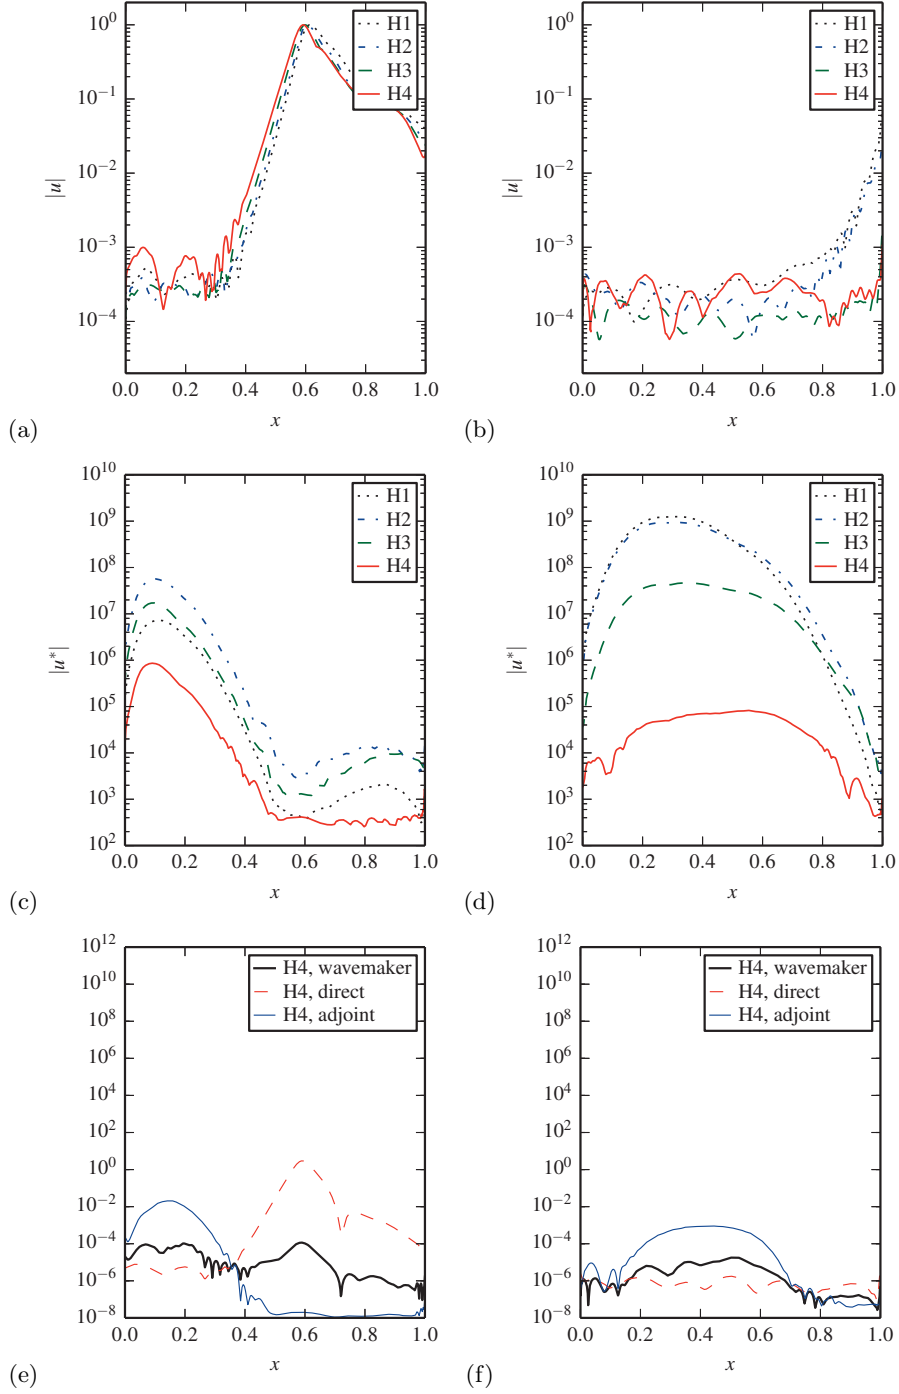 10^0
10^−1
10^−2
10^−3
10^−4
|u|
0.0 0.2 0.4 0.6 0.8 1.0
x
H1
H2
H3
H4
(a)
10^0
10^−1
10^−2
10^−3
10^−4
|u|
0.0 0.2 0.4 0.6 0.8 1.0
x
H1
H2
H3
H4
(b)
10^10
10^9
10^8
10^7
10^6
10^5
10^4
10^3
10^2
|u*|
0.0 0.2 0.4 0.6 0.8 1.0
x
H1
H2
H3
H4
(c)
10^10
10^9
10^8
10^7
10^6
10^5
10^4
10^3
10^2
|u*|
0.0 0.2 0.4 0.6 0.8 1.0
x
H1
H2
H3
H4
(d)
10^12
10^10
10^8
10^6
10^4
10^2
10^0
10^−2
10^−4
10^−6
10^−8
0.0 0.2 0.4 0.6 0.8 1.0
x
H4, wavemaker
H4, direct
H4, adjoint
(e)
10^12
10^10
10^8
10^6
10^4
10^2
10^0
10^−2
10^−4
10^−6
10^−8
0.0 0.2 0.4 0.6 0.8 1.0
x
H4, wavemaker
H4, direct
H4, adjoint
(f)